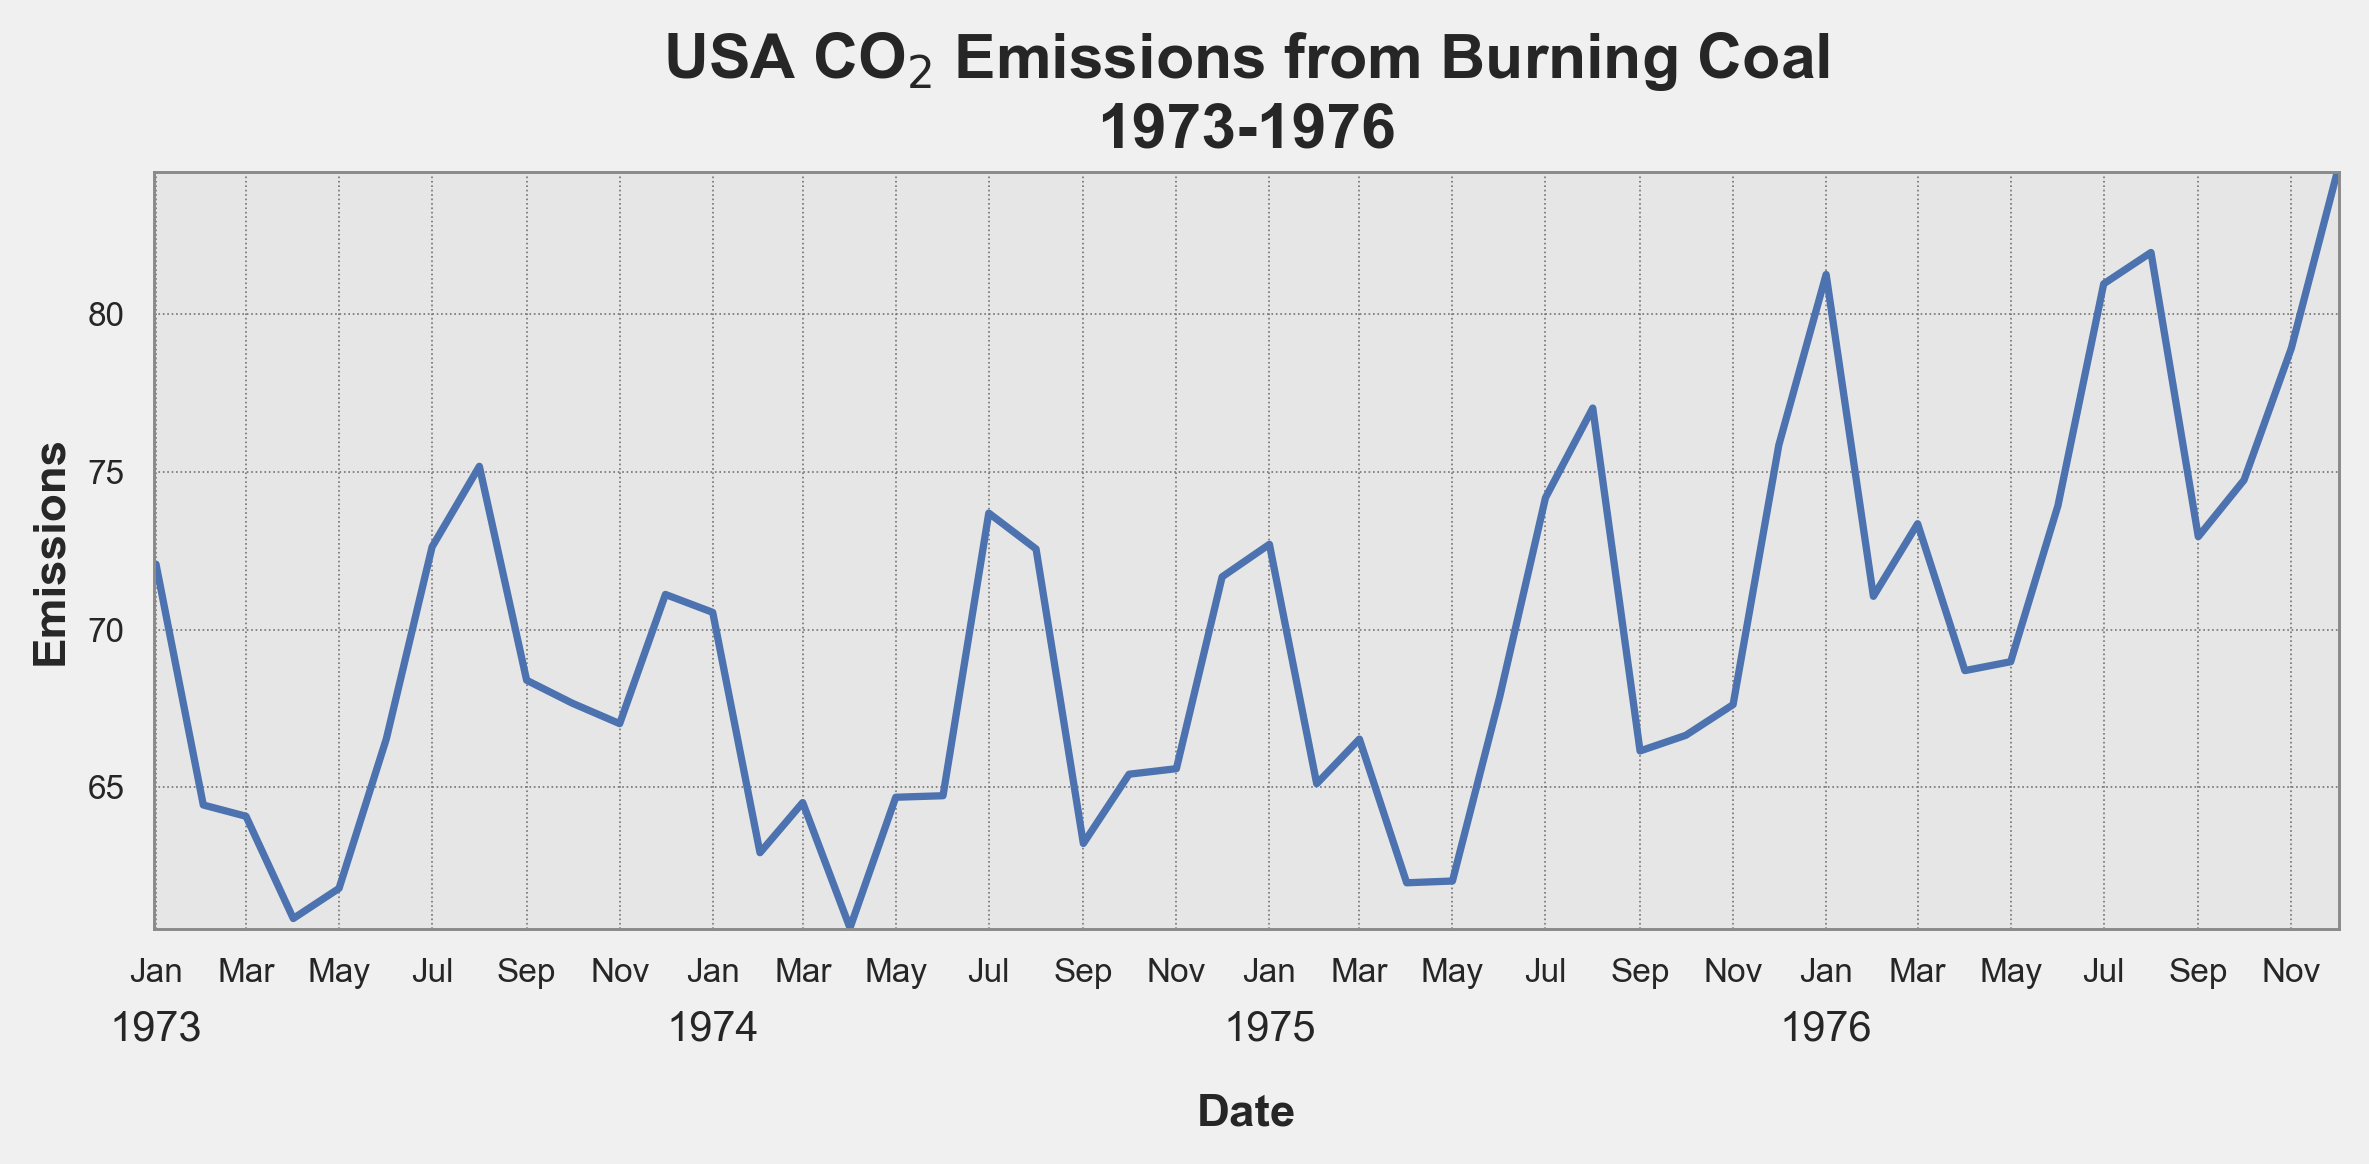 USA CO₂ Emissions from Burning Coal
1973-1976
Emissions
80
75
70
65
Jan Mar May Jul Sep Nov Jan Mar May Jul Sep Nov Jan Mar May Jul Sep Nov Jan Mar May Jul Sep Nov
1973 1974 1975 1976
Date